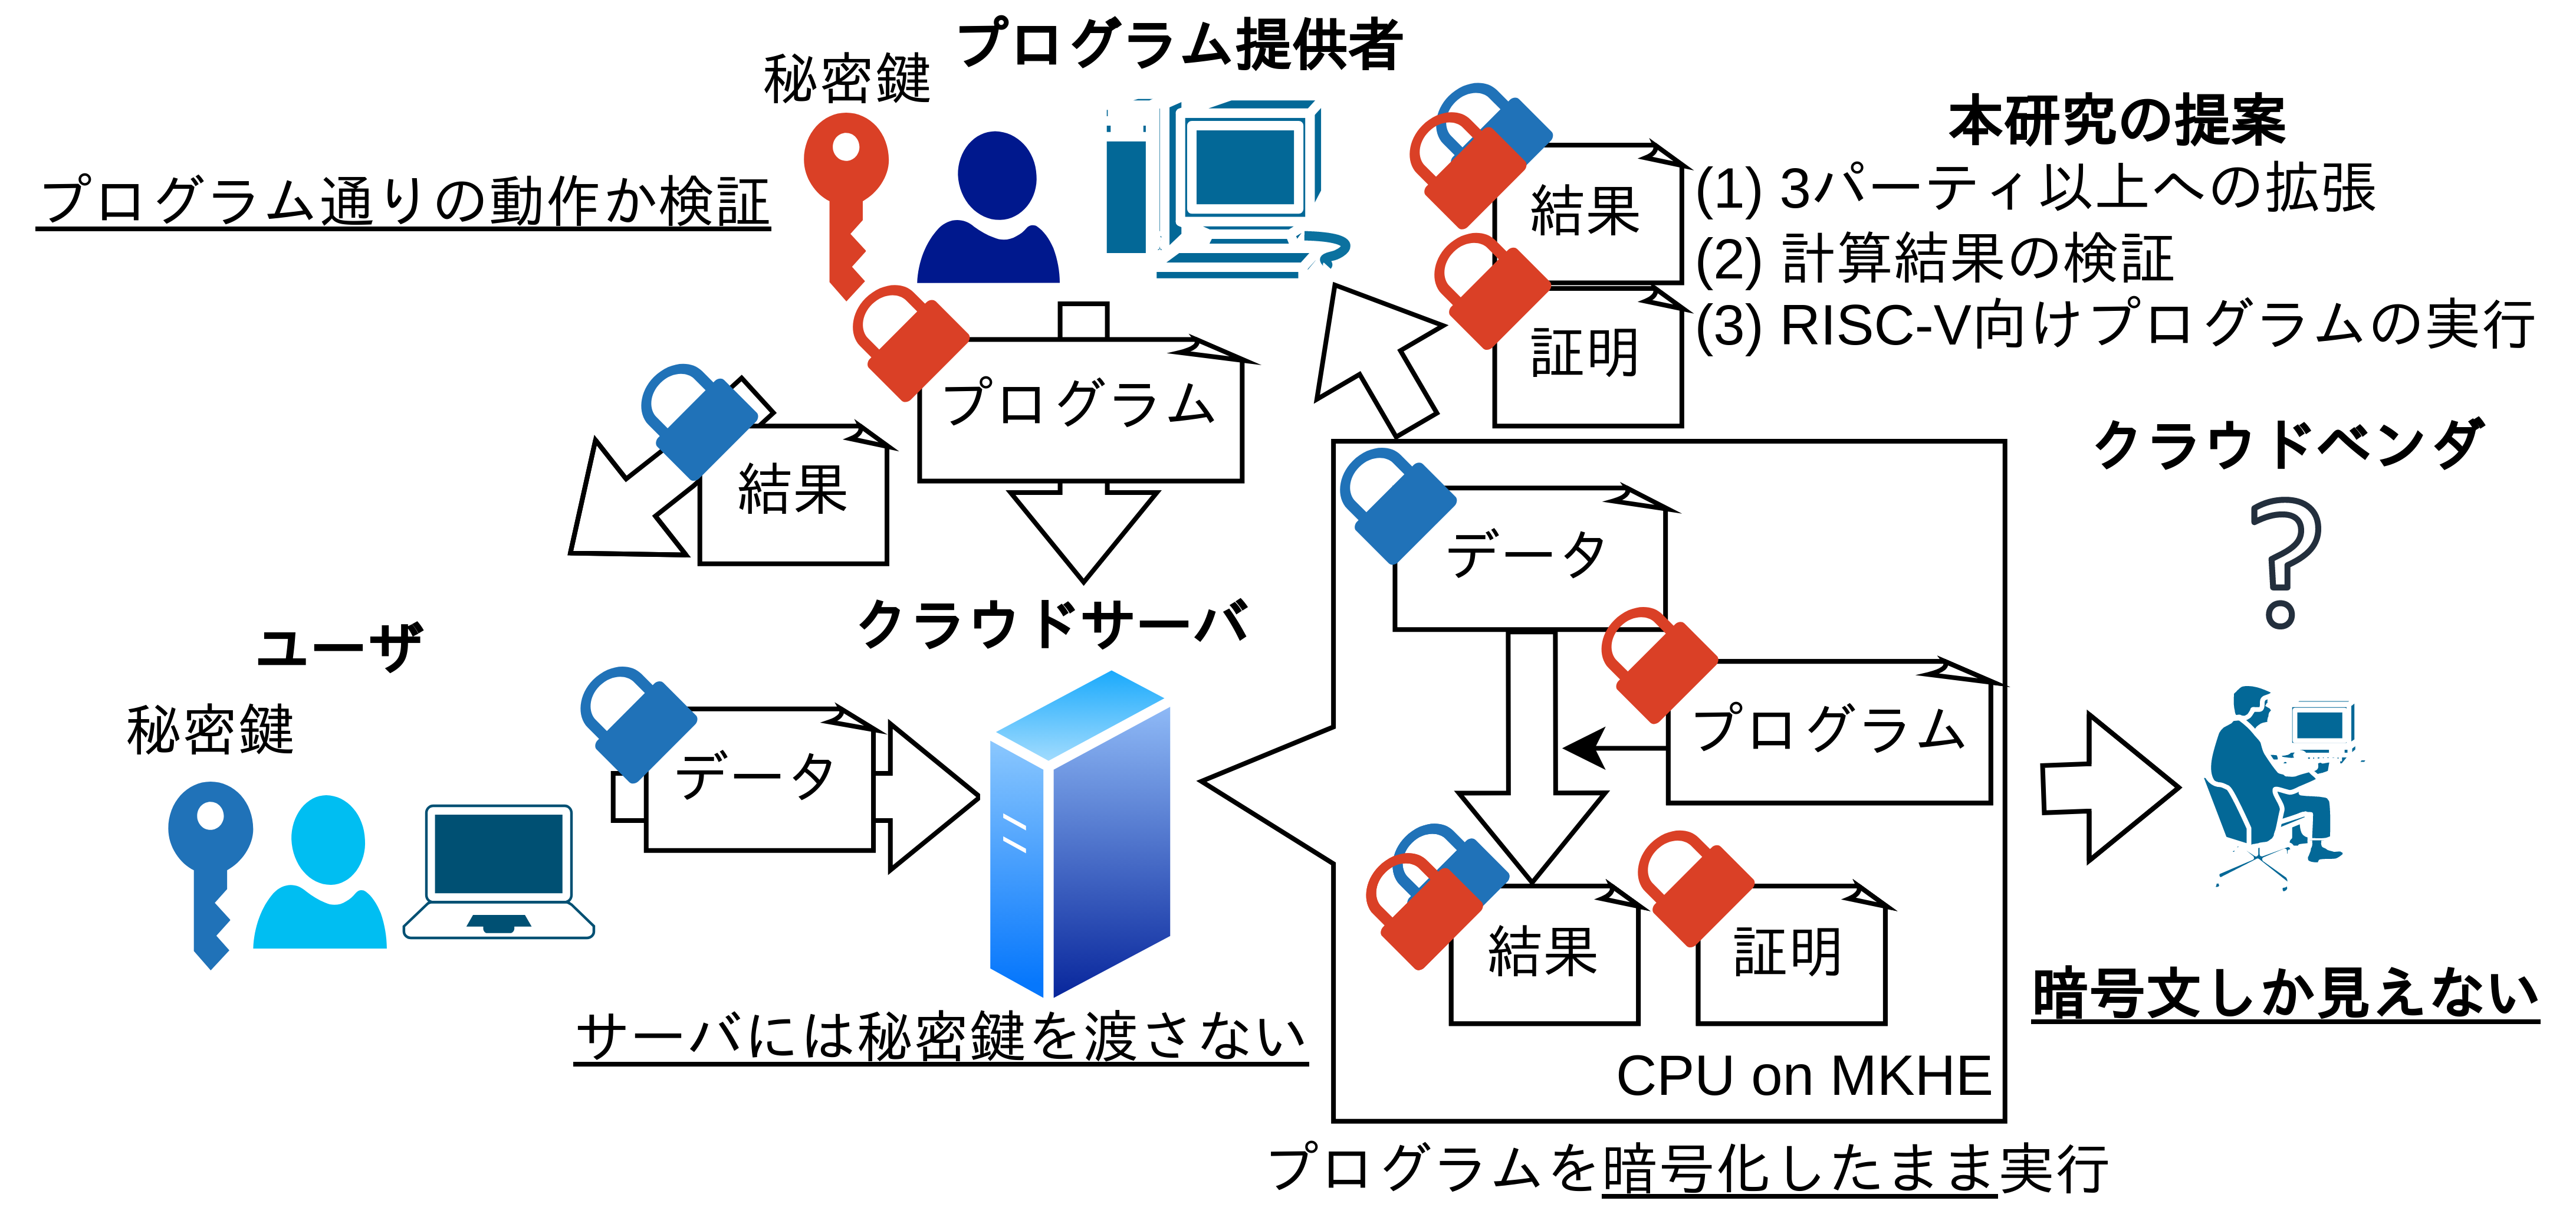 プログラム提供者
秘密鍵
プログラム通りの動作か検証
本研究の提案
(1) 3パーティ以上への拡張
(2) 計算結果の検証
(3) RISC-V向けプログラムの実行
結果
証明
プログラム
結果
クラウドベンダ
データ
クラウドサーバ
ユーザ
秘密鍵
データ
プログラム
結果
証明
暗号文しか見えない
サーバには秘密鍵を渡さない
CPU on MKHE
プログラムを暗号化したまま実行